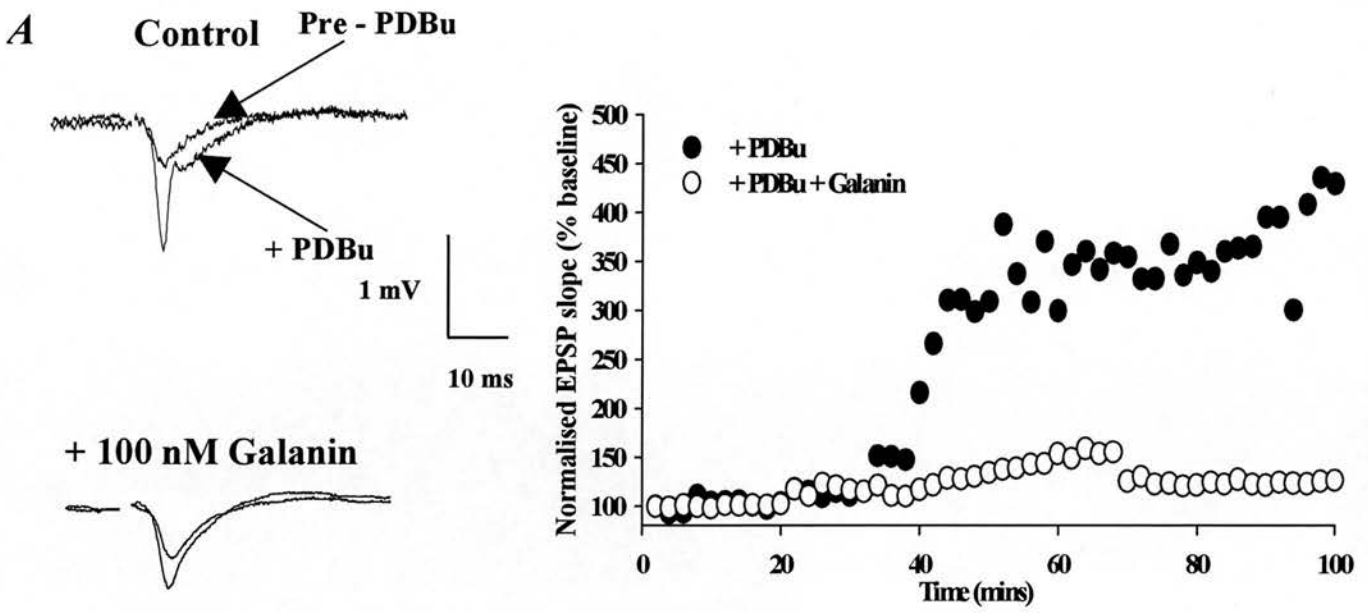 A
Control
Pre - PDBu
+ PDBu
1 mV
10 ms
+ 100 nM Galanin
Normalised EPSP slope (% baseline)
500
450
400
350
300
250
200
150
100
+ PDBu
+ PDBu + Galanin
0
20
40
60
80
100
Time (mins)